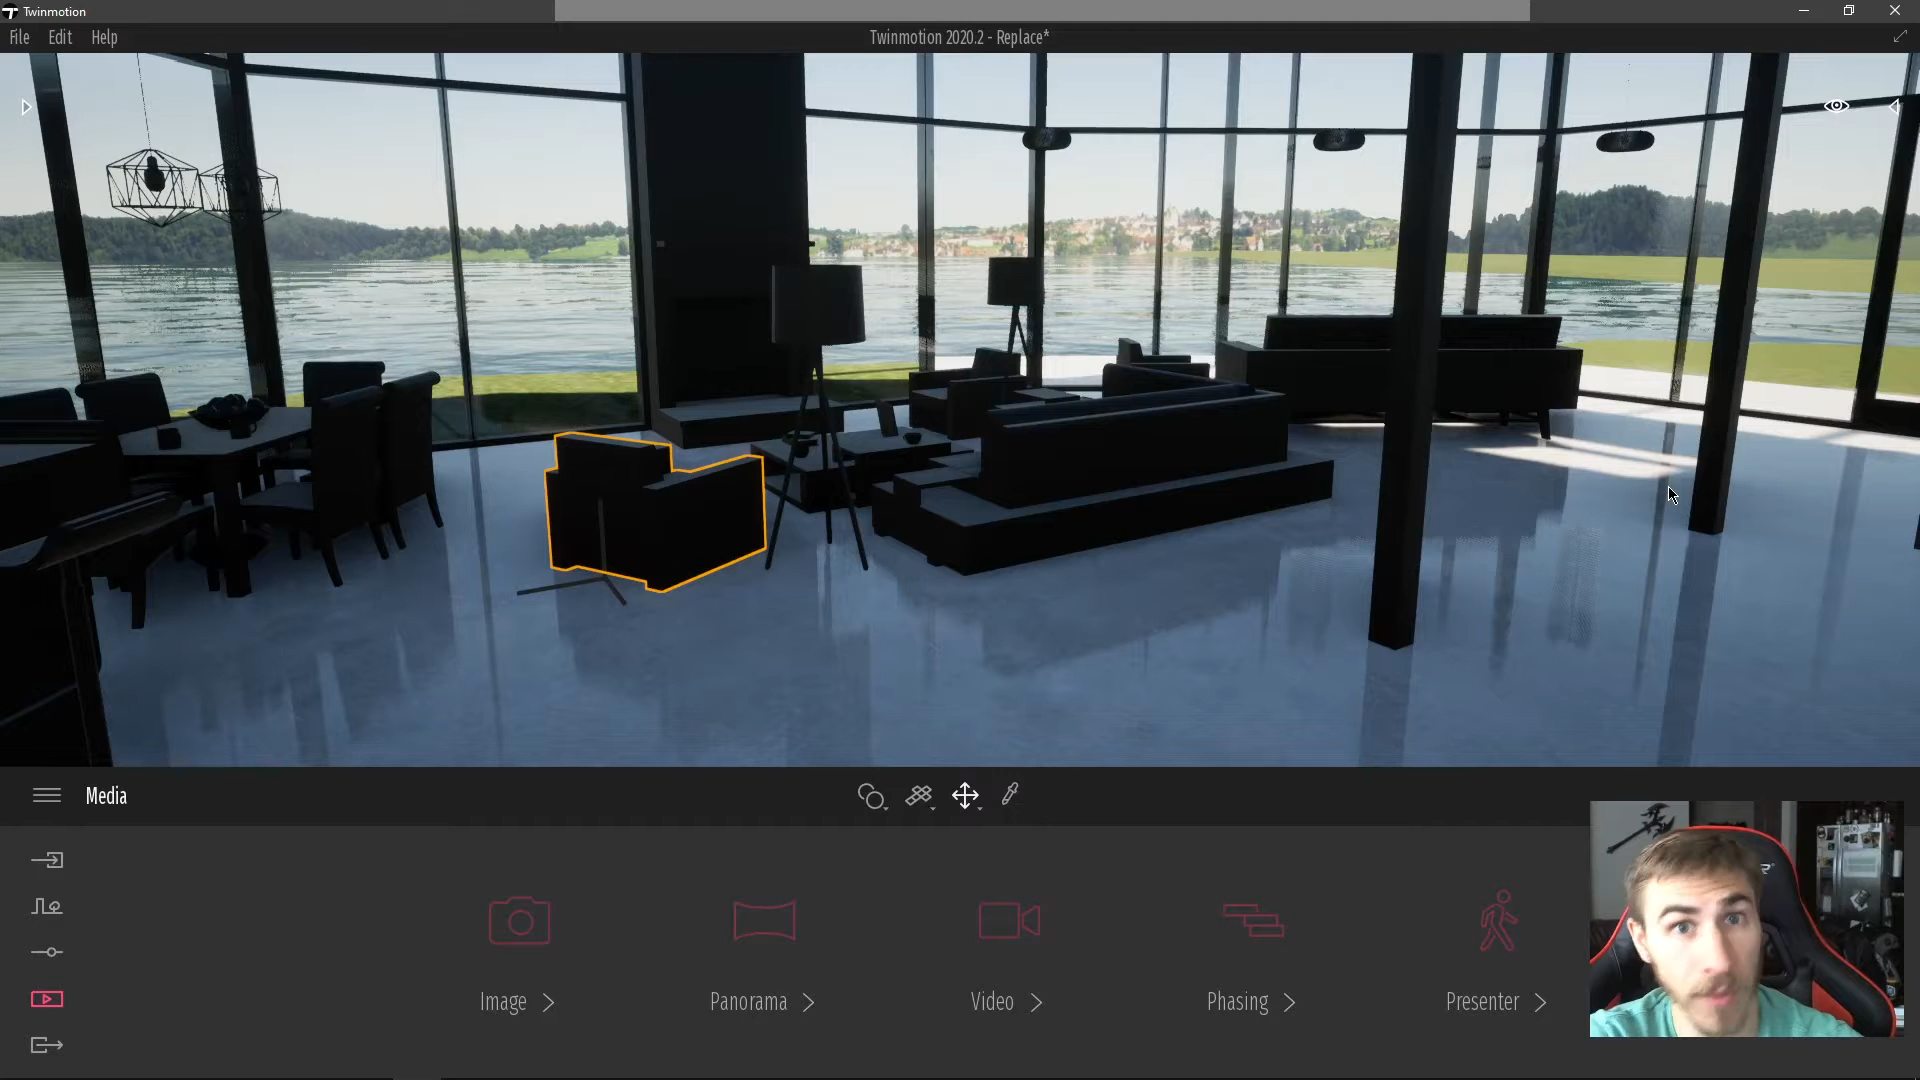 Twinmotion
File Edit Help
Twinmotion 2020.2 - Replace*
Media
Image
Panorama
Video
Phasing
Presenter